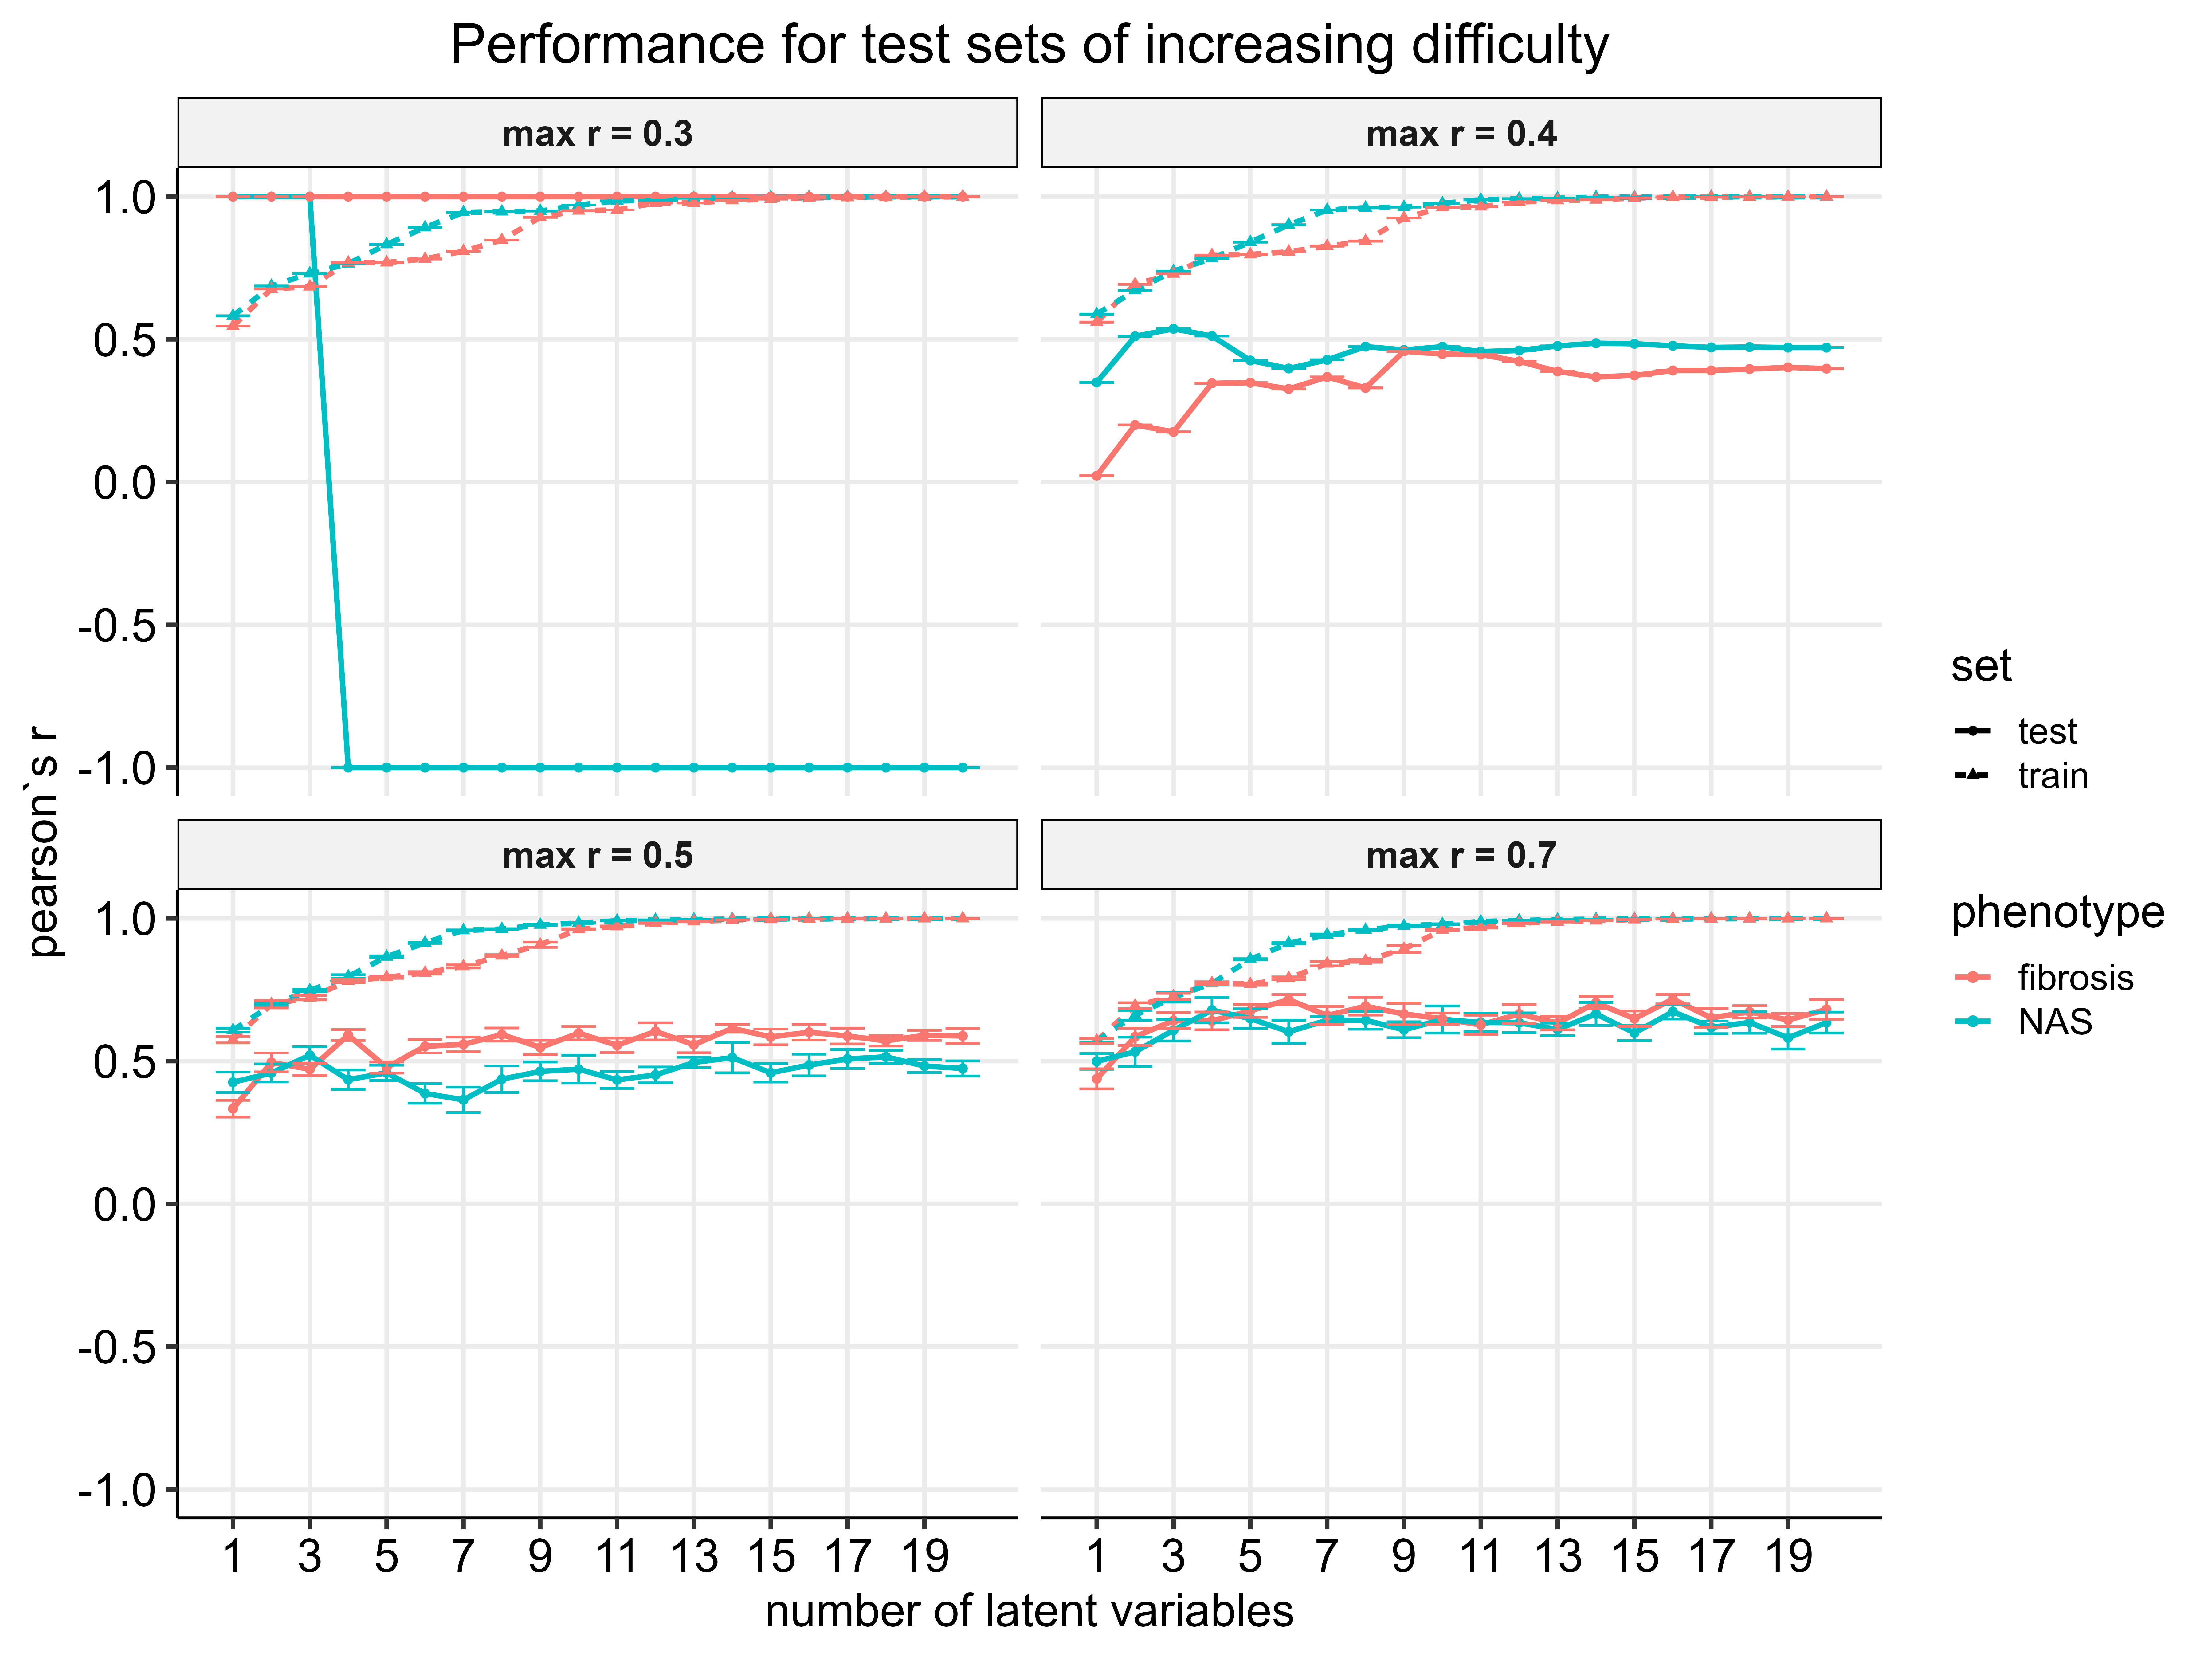 Performance for test sets of increasing difficulty
max r = 0.3
max r = 0.4
1.0
0.5
0.0
-0.5
-1.0
max r = 0.5
max r = 0.7
1.0
0.5
0.0
-0.5
-1.0
1 3 5 7 9 11 13 15 17 19
1 3 5 7 9 11 13 15 17 19
number of latent variables
pearson`s r
set
test
train
phenotype
fibrosis
NAS